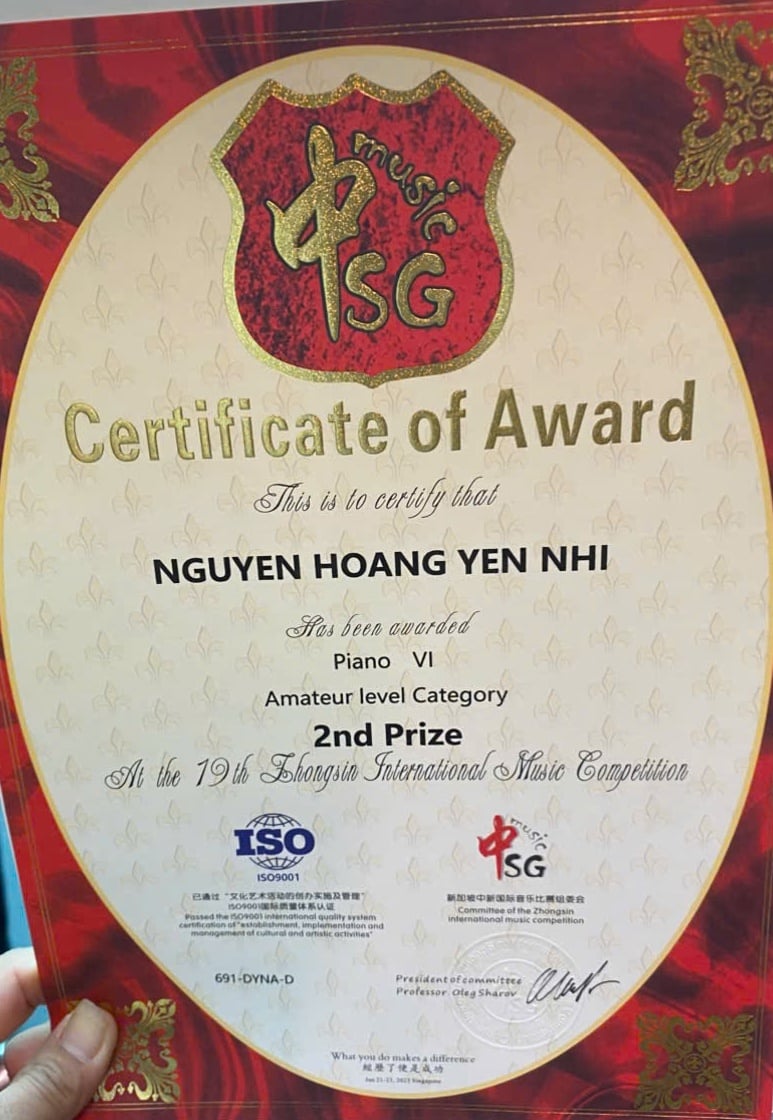 中 music
SG
Certificate of Award
This is to certify that
NGUYEN HOANG YEN NHI
Has been awarded
Piano VI
Amateur level Category
2nd Prize
At the 19th Zhongsin International Music Competition
ISO
ISO9001
已通过“文化艺术活动的创办实施及管理”
ISO9001国际质量体系认证
Passed the ISO9001 international quality system
certification of "establishment, implementation and
management of cultural and artistic activities"
691-DYNA-D
中 music
SG
新加坡中新国际音乐比赛组委会
Committee of the Zhongsin
international music competition
President of committee
Professor Oleg Sharov
What you do makes a difference
經歷了便是成功
Singapore